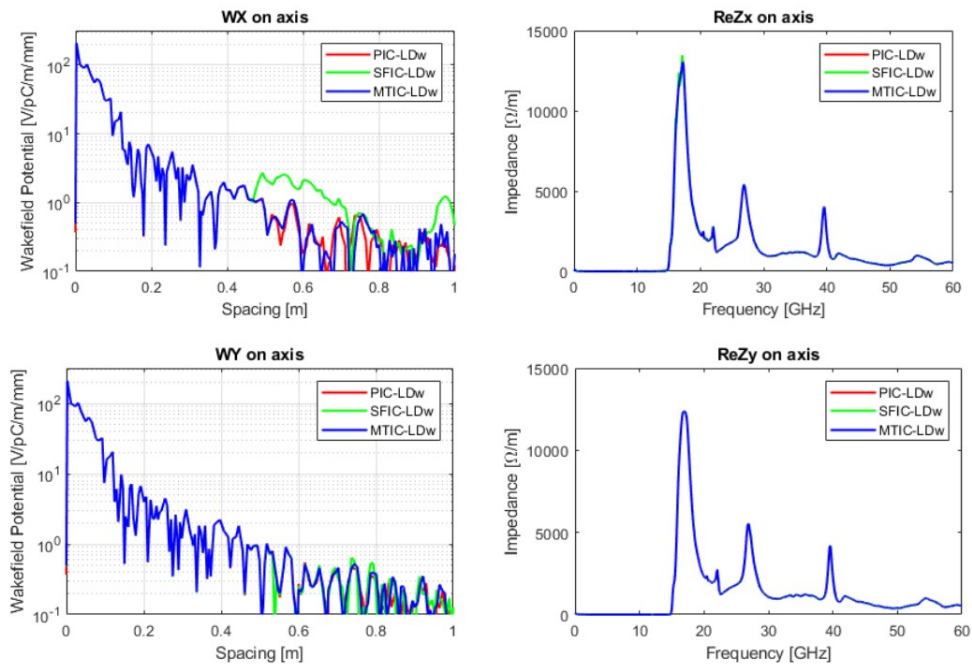 WX on axis
Wakefield Potential [V/pC/m/mm]
10^2
10^1
10^0
10^-1
0 0.2 0.4 0.6 0.8 1
Spacing [m]
PIC-LDw
SFIC-LDw
MTIC-LDw
ReZx on axis
Impedance [Ω/m]
15000
10000
5000
0
0 10 20 30 40 50 60
Frequency [GHz]
PIC-LDw
SFIC-LDw
MTIC-LDw
WY on axis
Wakefield Potential [V/pC/m/mm]
10^2
10^1
10^0
10^-1
0 0.2 0.4 0.6 0.8 1
Spacing [m]
PIC-LDw
SFIC-LDw
MTIC-LDw
ReZy on axis
Impedance [Ω/m]
15000
10000
5000
0
0 10 20 30 40 50 60
Frequency [GHz]
PIC-LDw
SFIC-LDw
MTIC-LDw